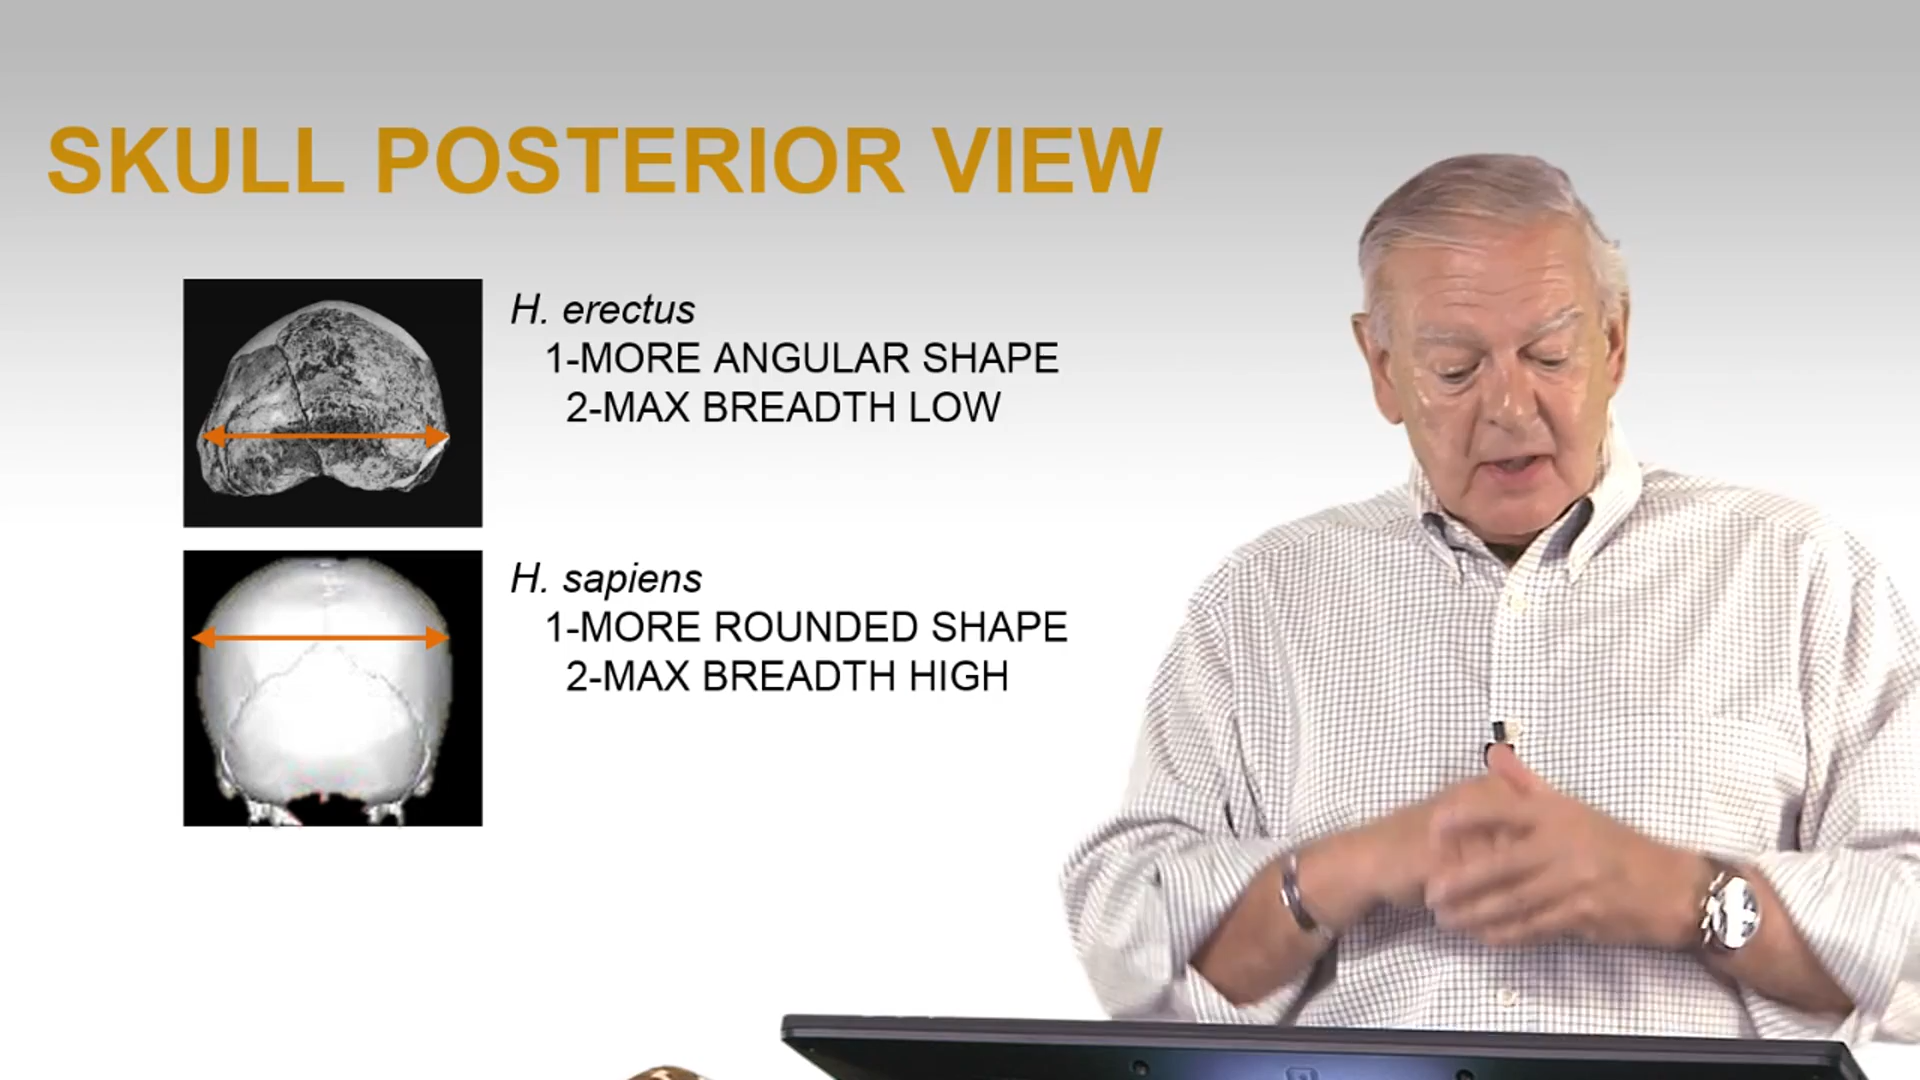 SKULL POSTERIOR VIEW
H. erectus
1-MORE ANGULAR SHAPE
2-MAX BREADTH LOW
H. sapiens
1-MORE ROUNDED SHAPE
2-MAX BREADTH HIGH